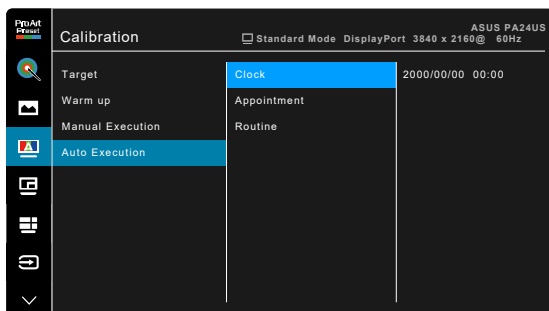 ProArt
Preset
Calibration
ASUS PA24US
Standard Mode DisplayPort 3840 x 2160@ 60Hz
Target
Clock
2000/00/00 00:00
Warm up
Appointment
Manual Execution
Routine
A
Auto Execution